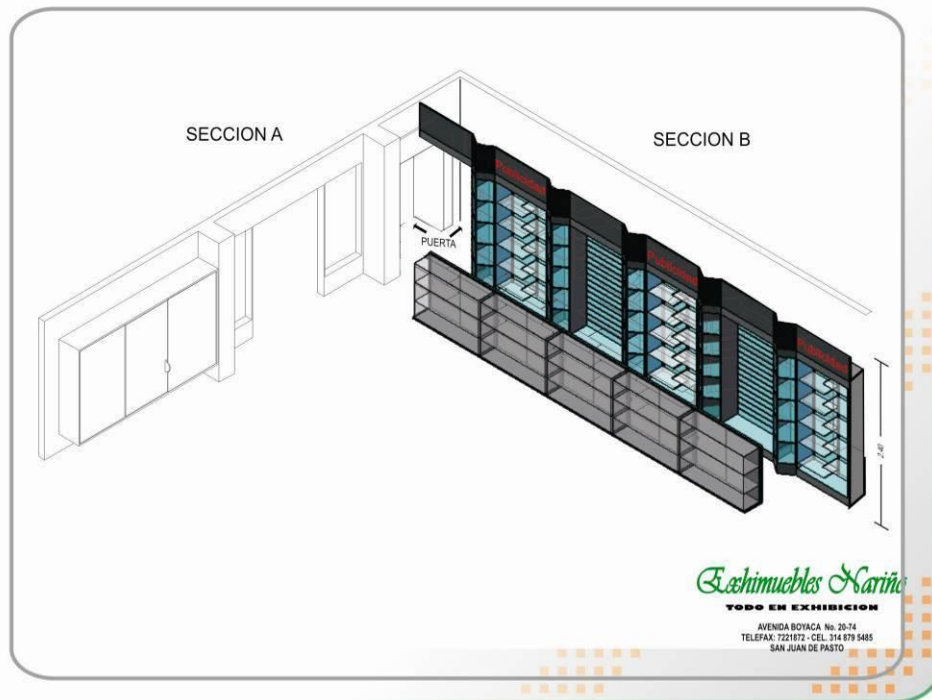 SECCION A
SECCION B
Publicidad
Publicidad
Publicidad
PUERTA
2.40
Exhimuebles Nariño
TODO EN EXHIBICION
AVENIDA BOYACA No. 20-74
TELEFAX: 7221872 - CEL. 314 879 5485
SAN JUAN DE PASTO